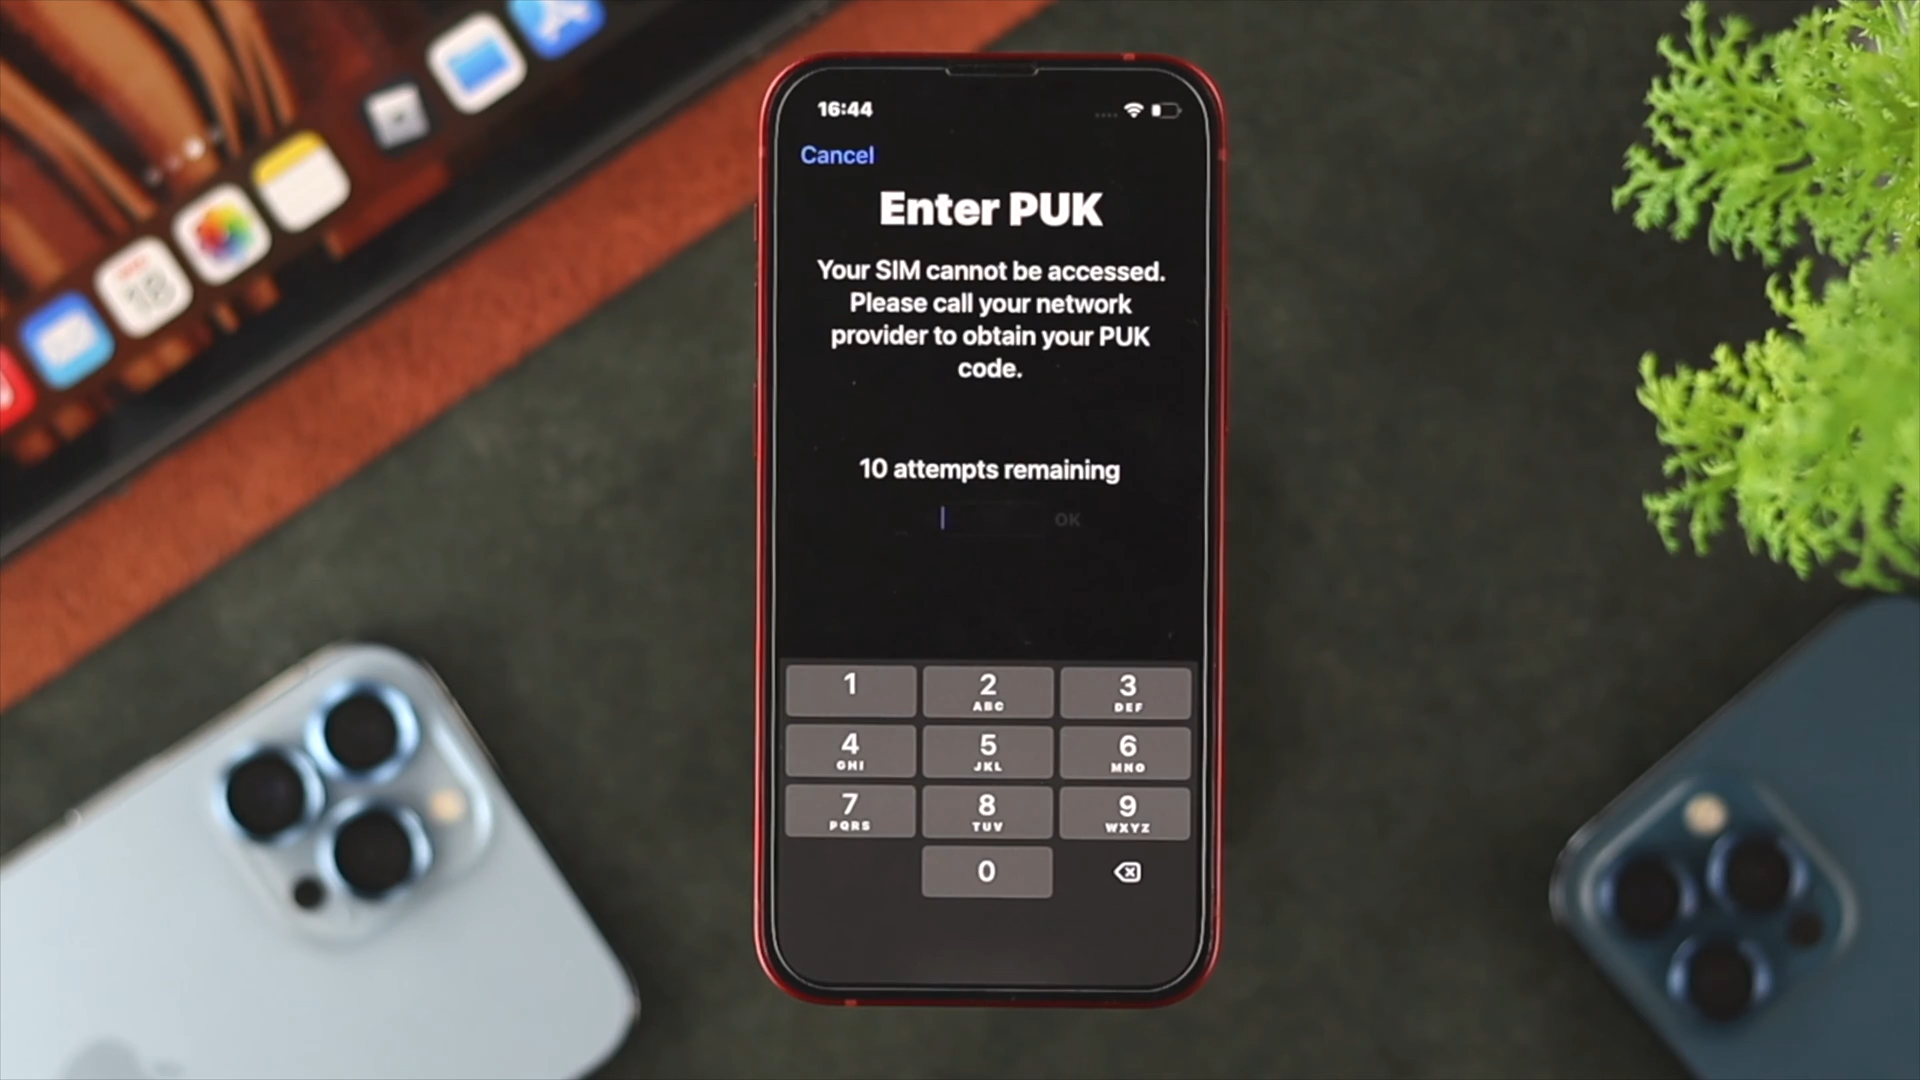 16:44
Cancel
Enter PUK
Your SIM cannot be accessed.
Please call your network
provider to obtain your PUK
code.
10 attempts remaining
OK
1
2
ABC
3
DEF
4
GHI
5
JKL
6
MNO
7
PQRS
8
TUV
9
WXYZ
0